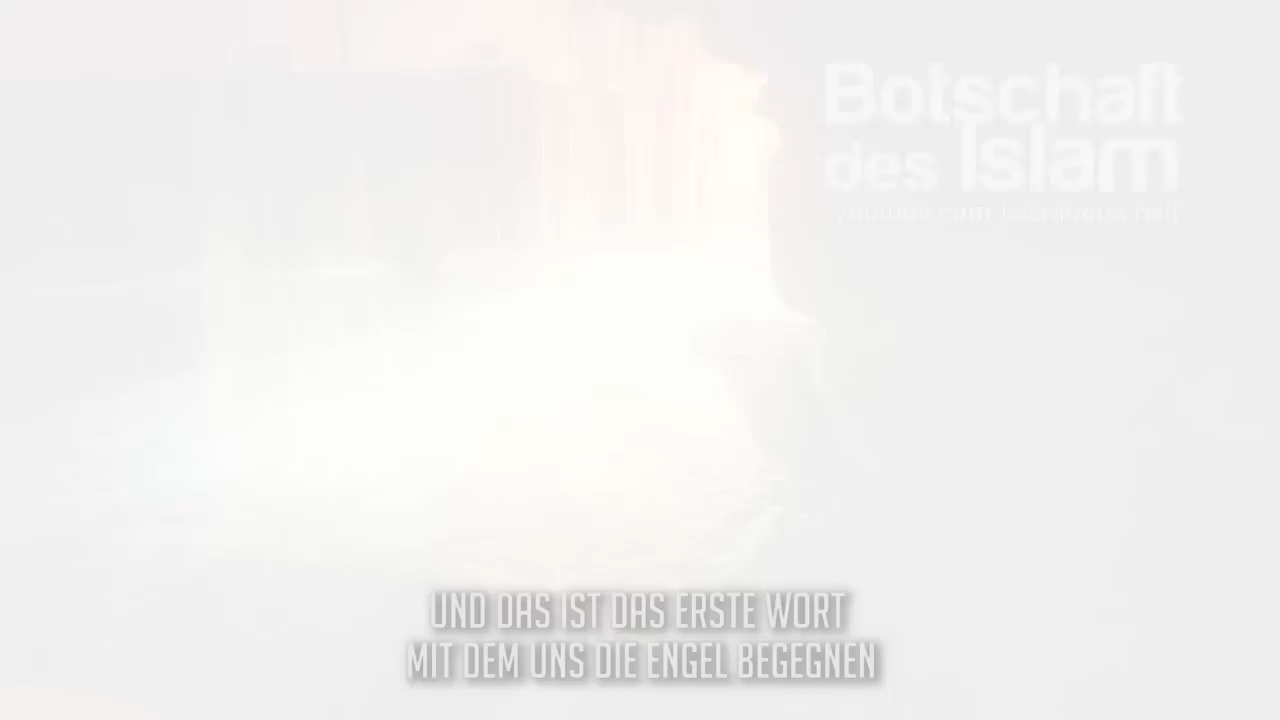 Botschaft
des Islam
UND DAS IST DAS ERSTE WORT
MIT DEM UNS DIE ENGEL BEGEGNEN